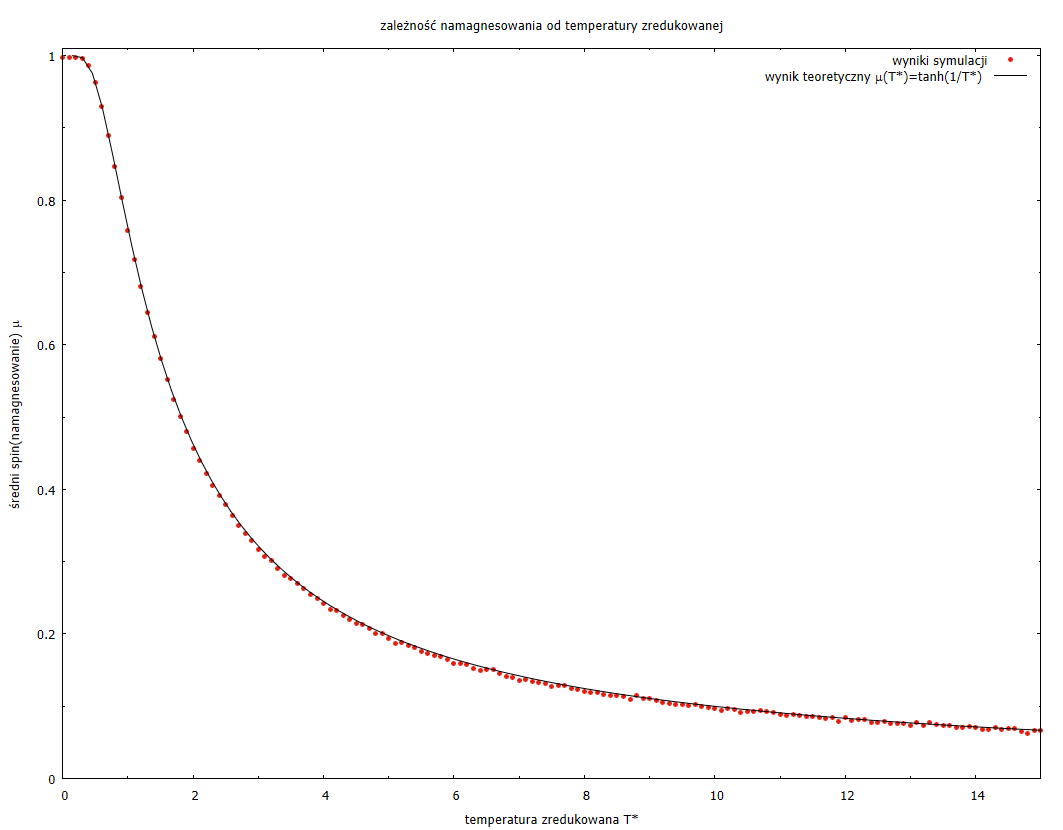 zależność namagnesowania od temperatury zredukowanej
wyniki symulacji
wynik teoretyczny μ(T*)=tanh(1/T*)
średni spin(namagnesowanie) μ
1
0.8
0.6
0.4
0.2
0
0 2 4 6 8 10 12 14
temperatura zredukowana T*